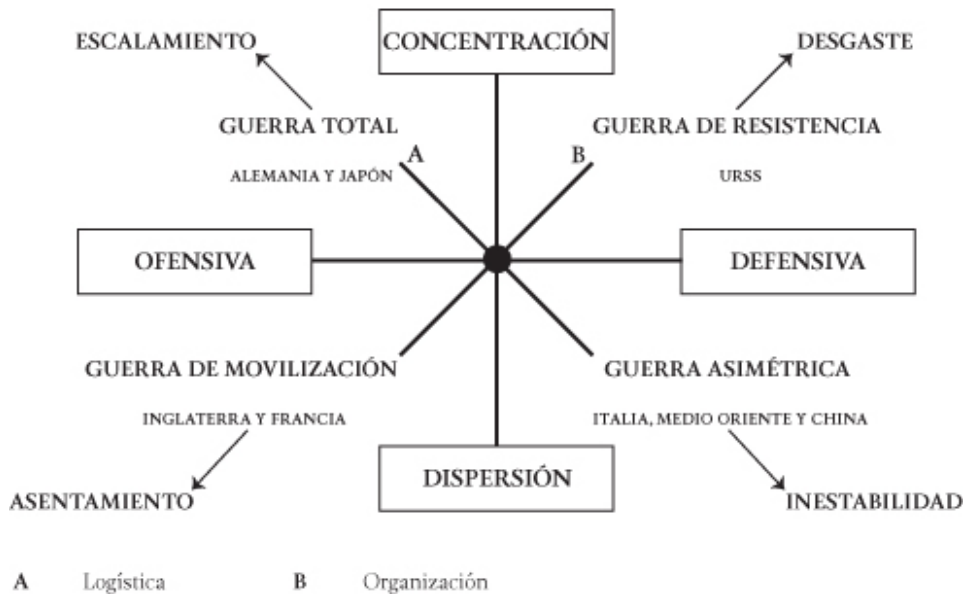 CONCENTRACIÓN
ESCALAMIENTO
DESGASTE
GUERRA TOTAL
GUERRA DE RESISTENCIA
A
B
ALEMANIA Y JAPÓN
URSS
OFENSIVA
DEFENSIVA
GUERRA DE MOVILIZACIÓN
GUERRA ASIMÉTRICA
INGLATERRA Y FRANCIA
ITALIA, MEDIO ORIENTE Y CHINA
DISPERSIÓN
ASENTAMIENTO
INESTABILIDAD
A Logística B Organización